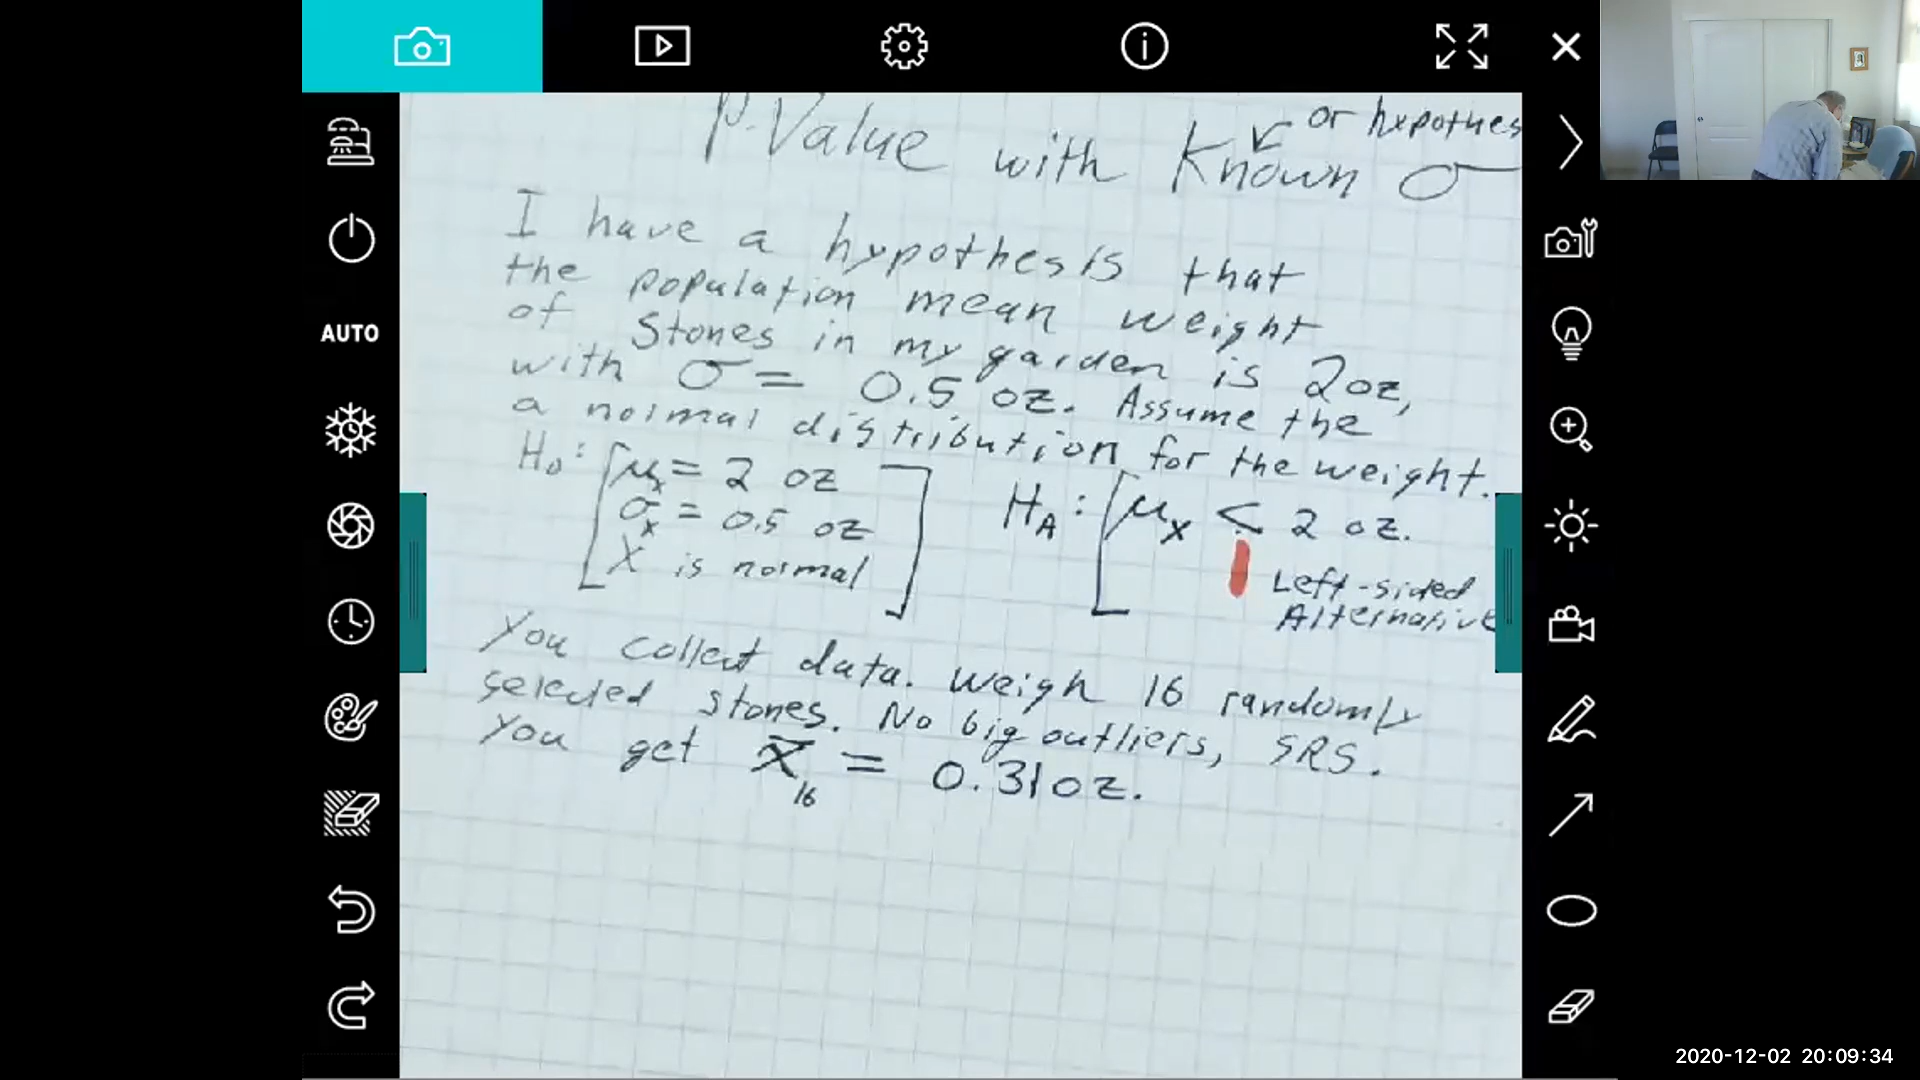 AUTO
P-Value with Known σ
or hypothes
I have a hypothesis that
the population mean weight
of Stones in my garden is 2oz,
with σ = 0.5 oz. Assume the
a normal distribution for the weight.
H₀: μₓ = 2 oz
σₓ = 0.5 oz
X is normal
H_A: μₓ < 2 oz.
Left-sided
Alternative
You collect data. Weigh 16 randomly
selected stones. No big outliers, SRS.
You get X̄₁₆ = 0.31oz.
2020-12-02 20:09:34